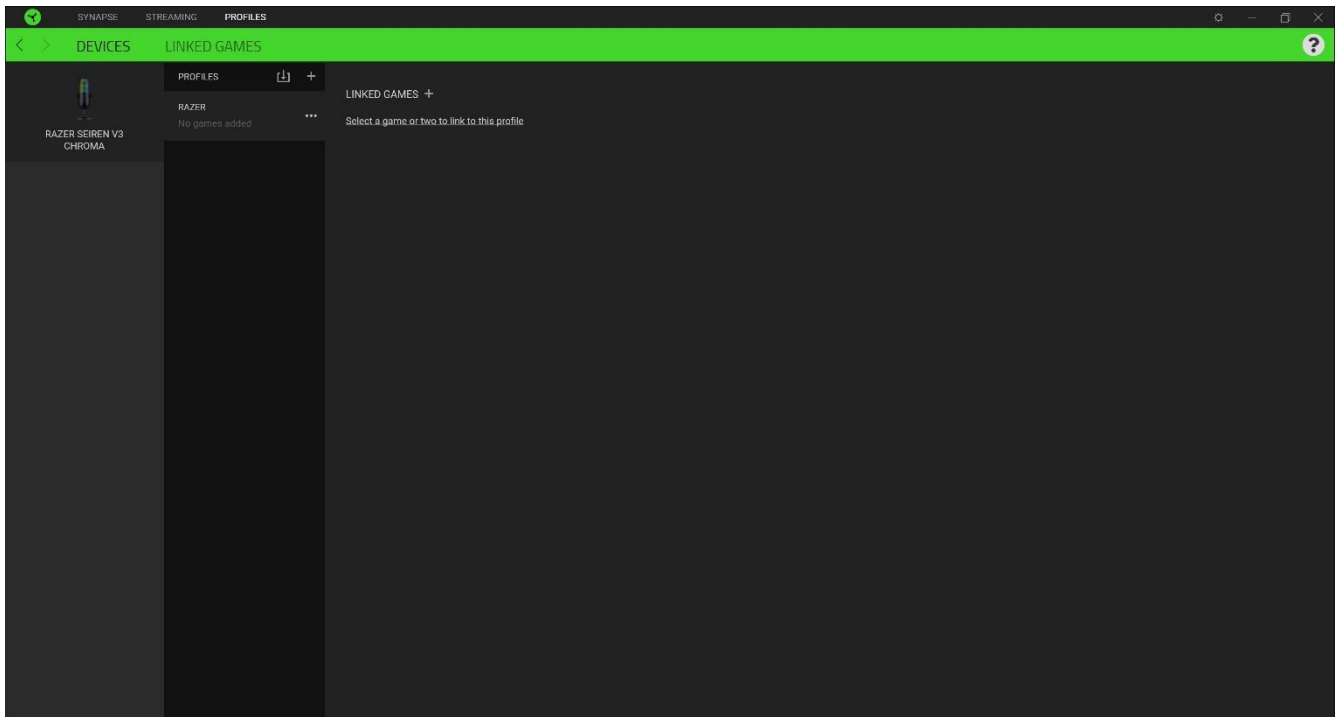 SYNAPSE STREAMING PROFILES
DEVICES LINKED GAMES
?
RAZER SEIREN V3
CHROMA
PROFILES
RAZER
No games added
LINKED GAMES +
Select a game or two to link to this profile